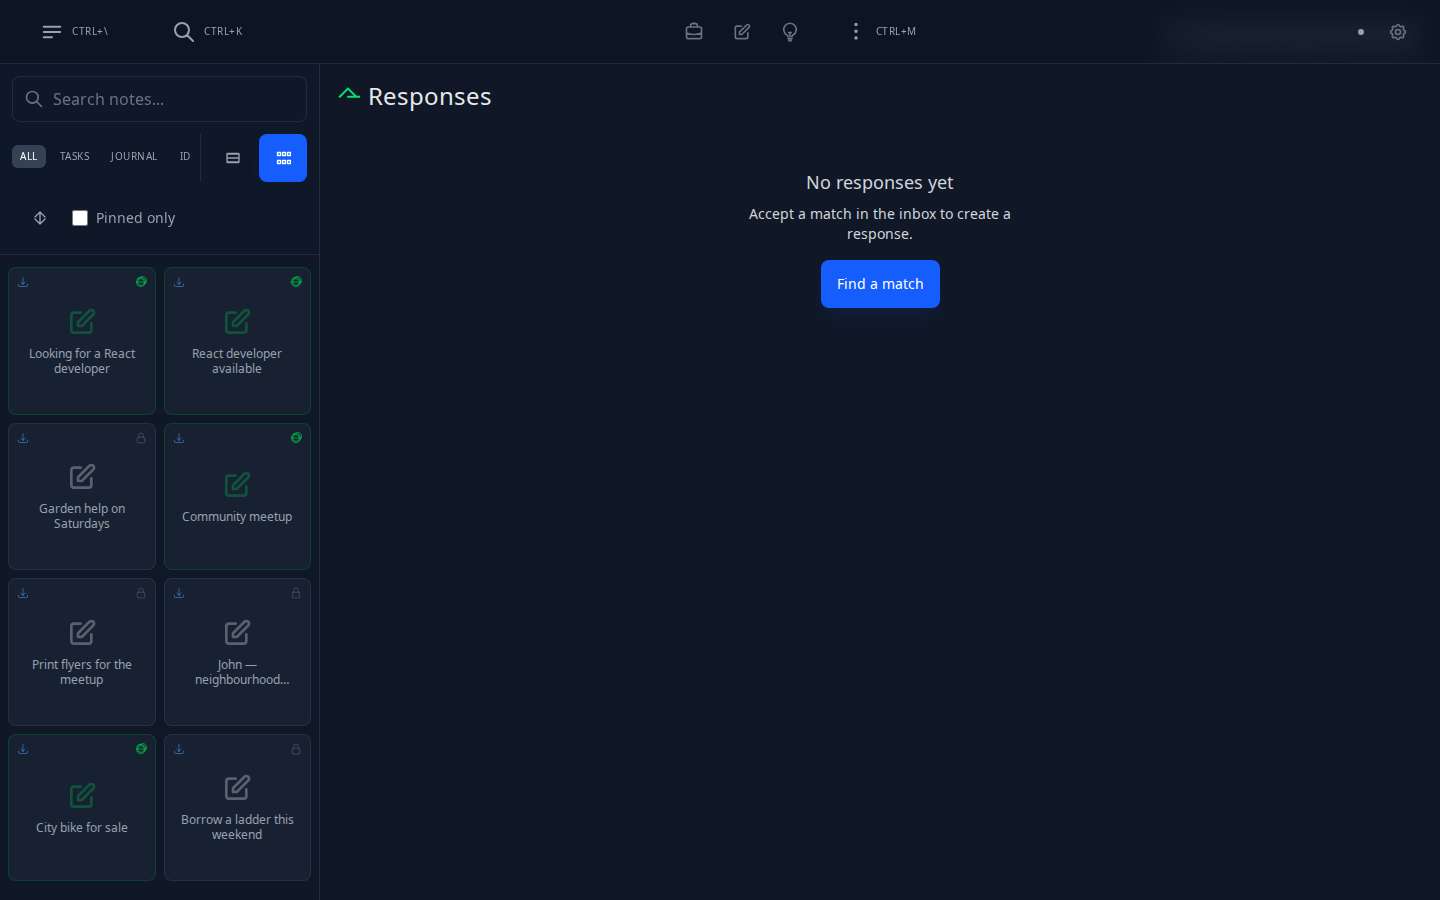 CTRL+\
CTRL+K
CTRL+M
Search notes...
ALL
TASKS
JOURNAL
ID
Pinned only
Looking for a React
developer
React developer
available
Garden help on
Saturdays
Community meetup
Print flyers for the
meetup
John —
neighbourhood...
City bike for sale
Borrow a ladder this
weekend
Responses
No responses yet
Accept a match in the inbox to create a
response.
Find a match